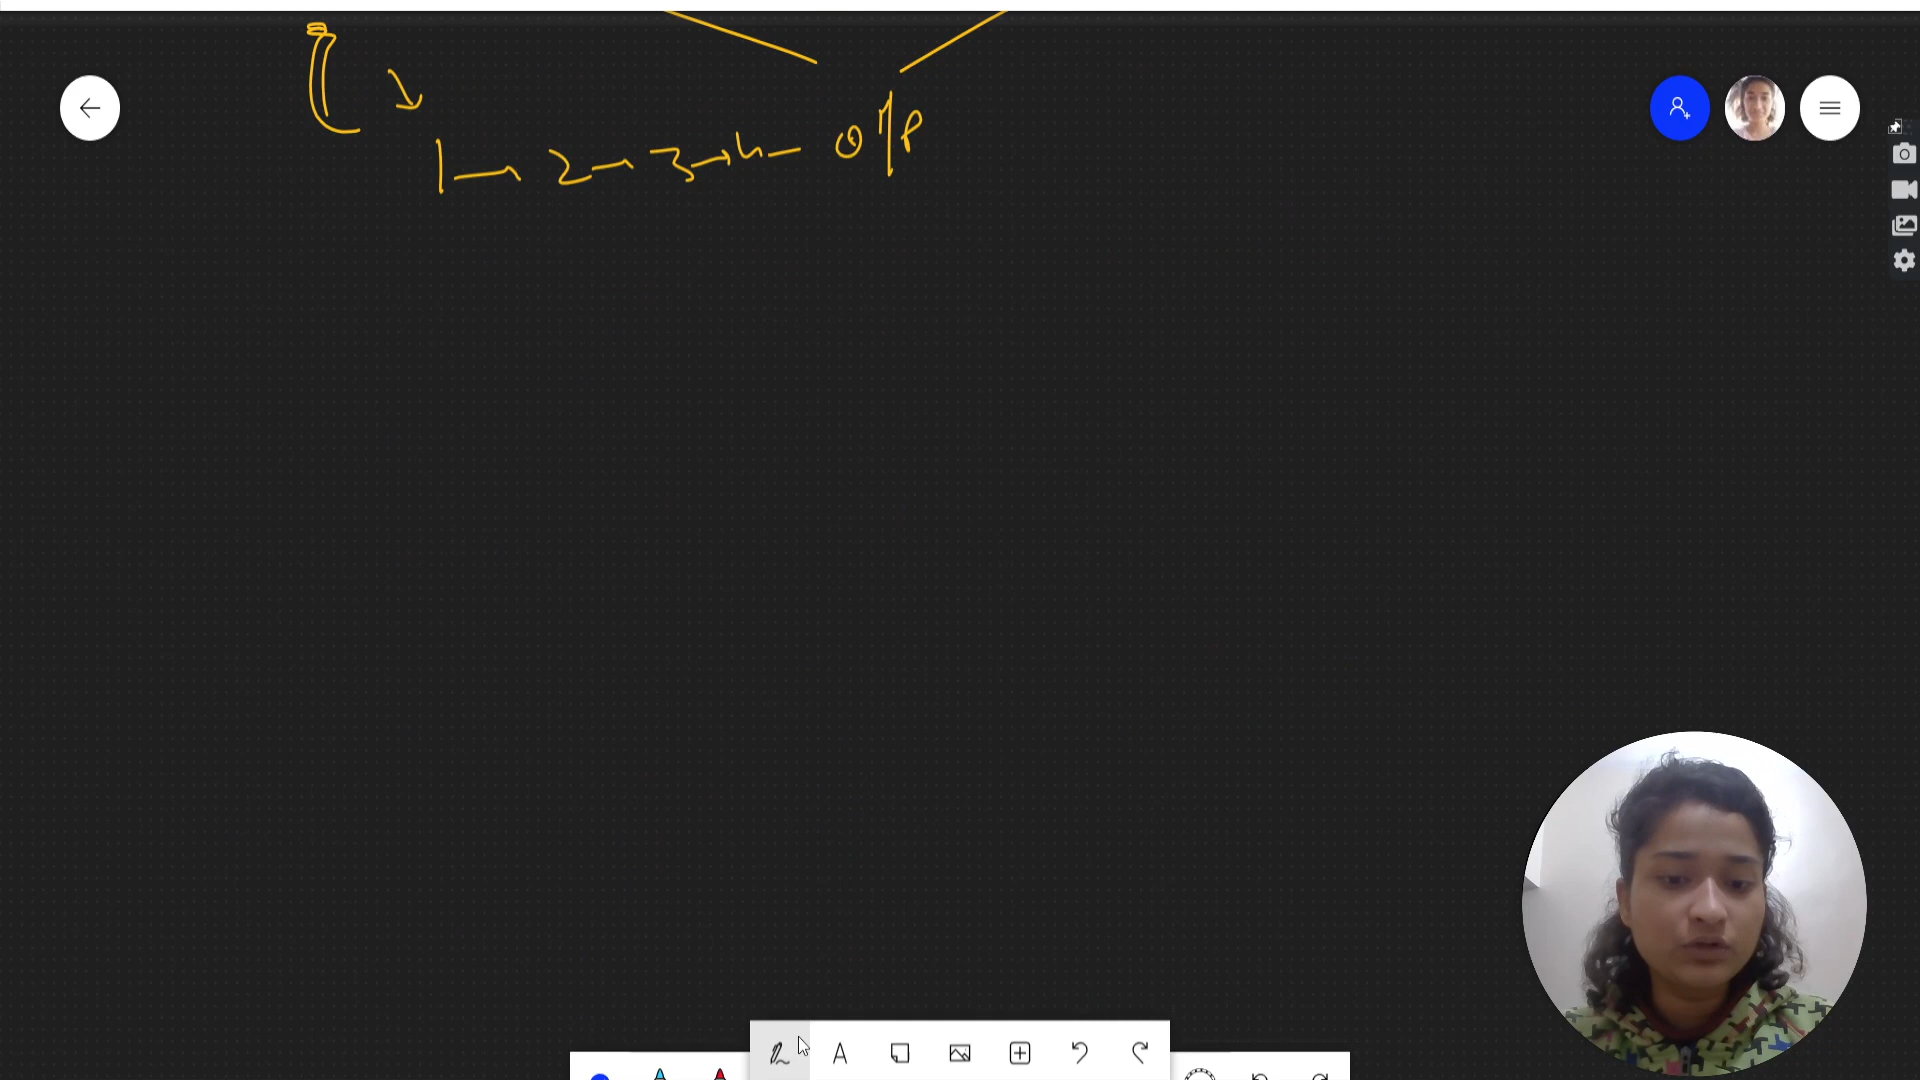 1 → 2 → 3 → 4 – O/P